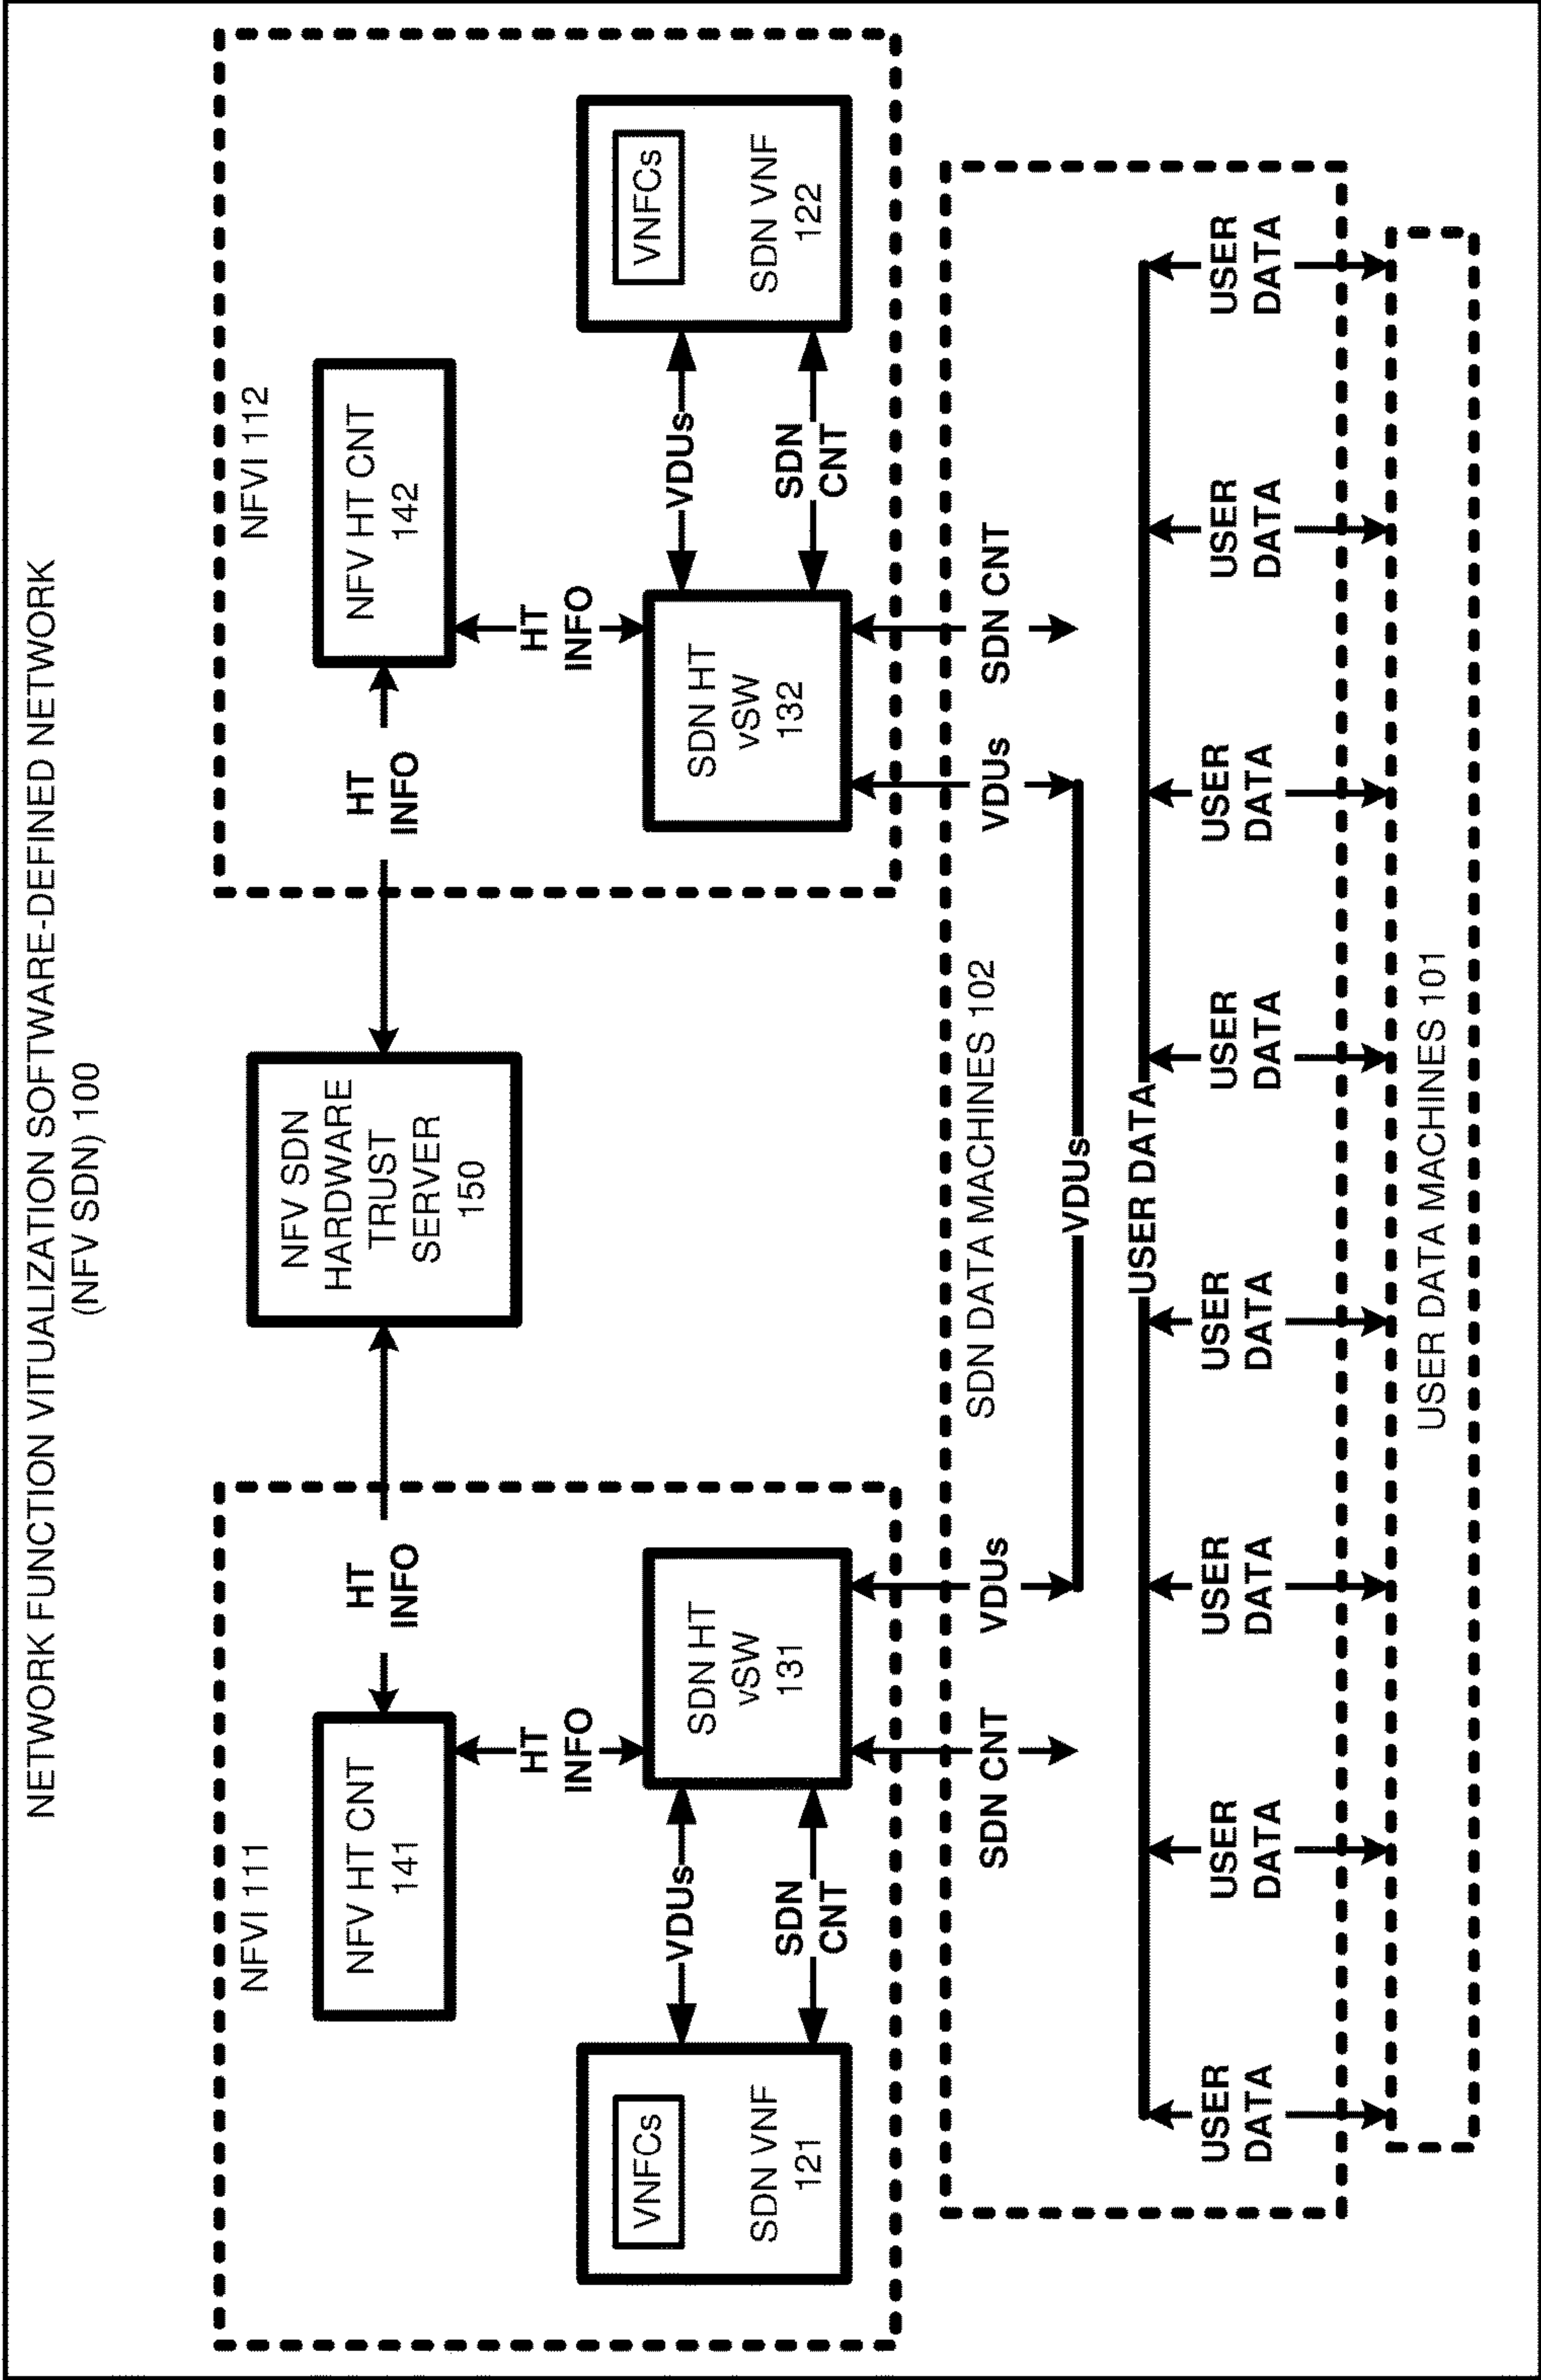 NETWORK FUNCTION VITUALIZATION SOFTWARE-DEFINED NETWORK
(NFV SDN) 100
NFVI 111
NFV HT CNT
141
HT
INFO
HT
INFO
VNFCs
SDN VNF
121
VDUs
SDN
CNT
SDN HT
vSW
131
NFV SDN
HARDWARE
TRUST
SERVER
150
NFVI 112
HT
INFO
NFV HT CNT
142
HT
INFO
SDN HT
vSW
132
VDUs
SDN
CNT
VNFCs
SDN VNF
122
SDN DATA MACHINES 102
SDN CNT
VDUs
VDUs
SDN CNT
VDUs
USER DATA
USER
DATA
USER
DATA
USER
DATA
USER
DATA
USER
DATA
USER
DATA
USER
DATA
USER
DATA
USER DATA MACHINES 101